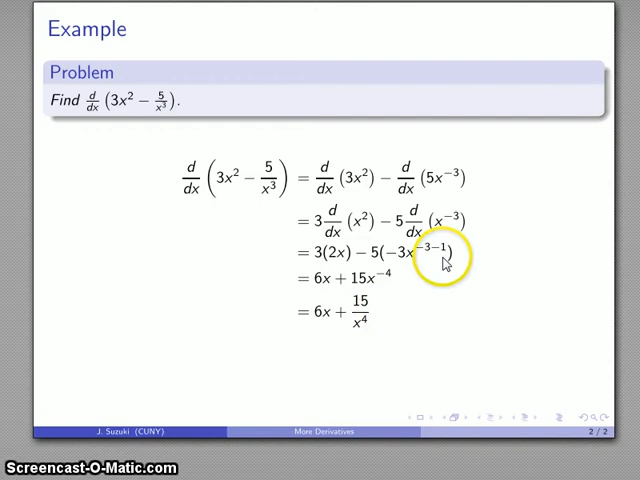 Example
Problem
Find d/dx (3x² − 5/x³).
d/dx (3x² − 5/x³) = d/dx (3x²) − d/dx (5x⁻³)
= 3 d/dx (x²) − 5 d/dx (x⁻³)
= 3(2x) − 5(−3x⁻³⁻¹)
= 6x + 15x⁻⁴
= 6x + 15/x⁴
J. Suzuki (CUNY) More Derivatives 2 / 2
Screencast-O-Matic.com